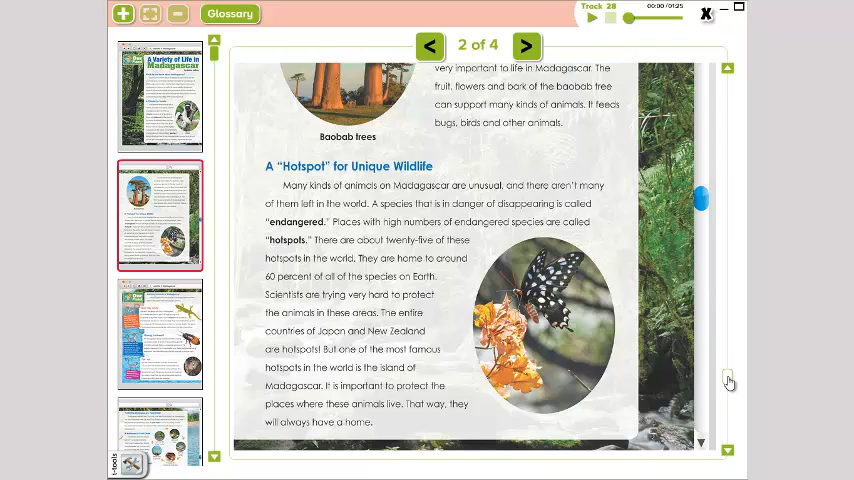 Glossary
Track 28
00:00 / 01:25
X
< 2 of 4 >
A Variety of Life in
Madagascar
very important to life in Madagascar. The
fruit, flowers and bark of the baobab tree
can support many kinds of animals. It feeds
bugs, birds and other animals.
Baobab trees
A “Hotspot” for Unique Wildlife
Many kinds of animals on Madagascar are unusual, and there aren’t many
of them left in the world. A species that is in danger of disappearing is called
“endangered.” Places with high numbers of endangered species are called
“hotspots.” There are about twenty-five of these
hotspots in the world. They are home to around
60 percent of all of the species on Earth.
Scientists are trying very hard to protect
the animals in these areas. The entire
countries of Japan and New Zealand
are hotspots! But one of the most famous
hotspots in the world is the island of
Madagascar. It is important to protect the
places where these animals live. That way, they
will always have a home.
t-tools